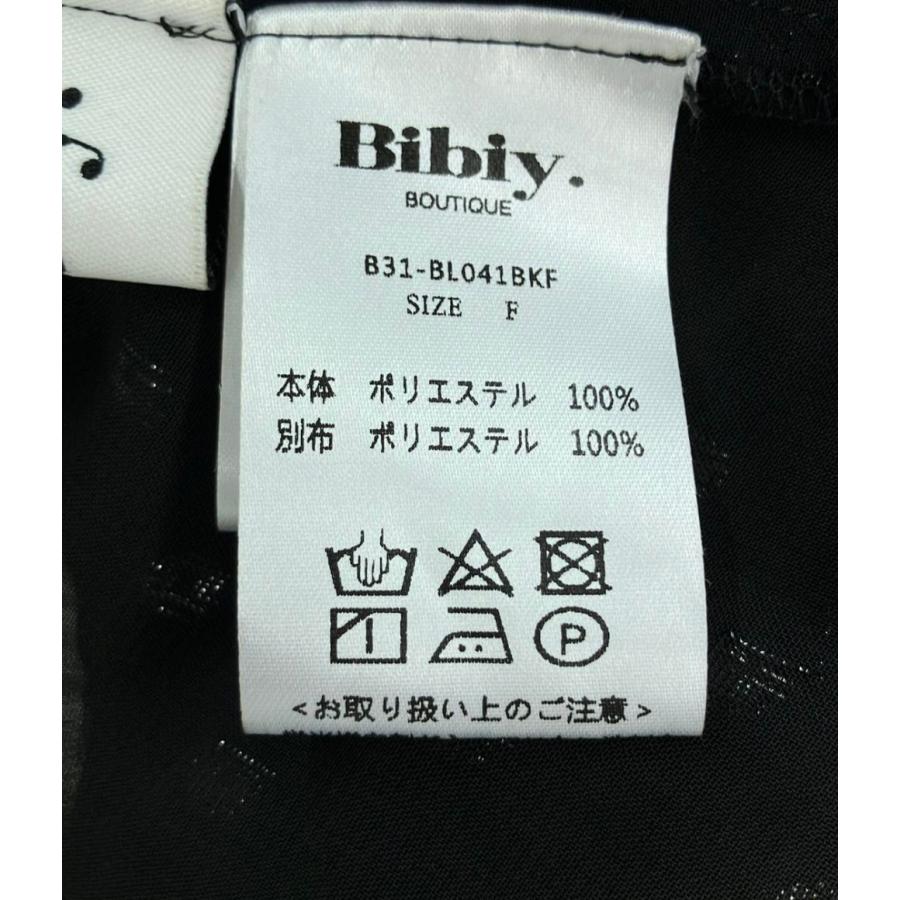 Bibiy.
BOUTIQUE
B31-BL041BKF
SIZE F
本体 ポリエステル 100%
別布 ポリエステル 100%
P
<お取り扱い上のご注意>